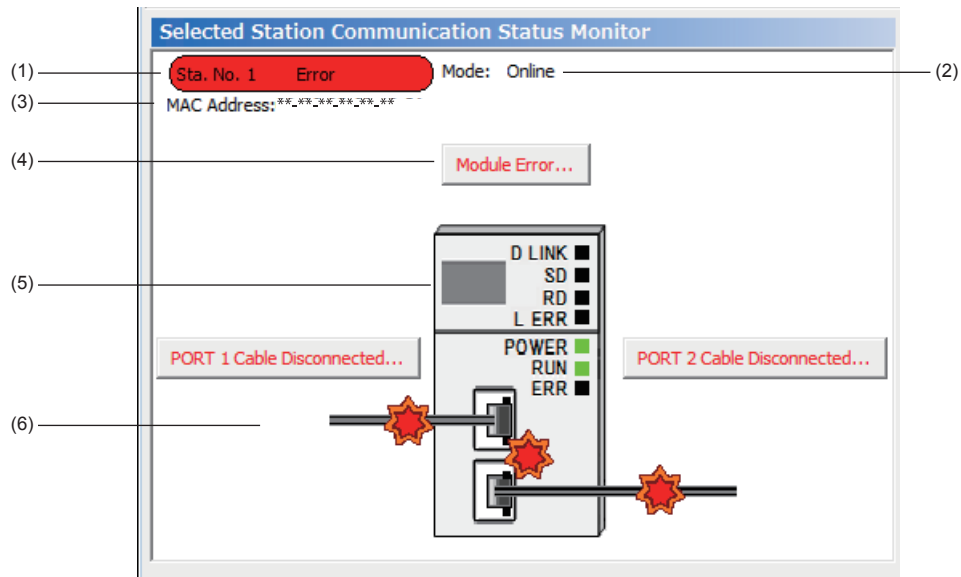 Selected Station Communication Status Monitor
(1)
Sta. No. 1 Error
Mode: Online
(2)
(3)
MAC Address:**-**-**-**-**-**
(4)
Module Error...
(5)
D LINK
SD
RD
L ERR
POWER
RUN
ERR
PORT 1 Cable Disconnected...
PORT 2 Cable Disconnected...
(6)